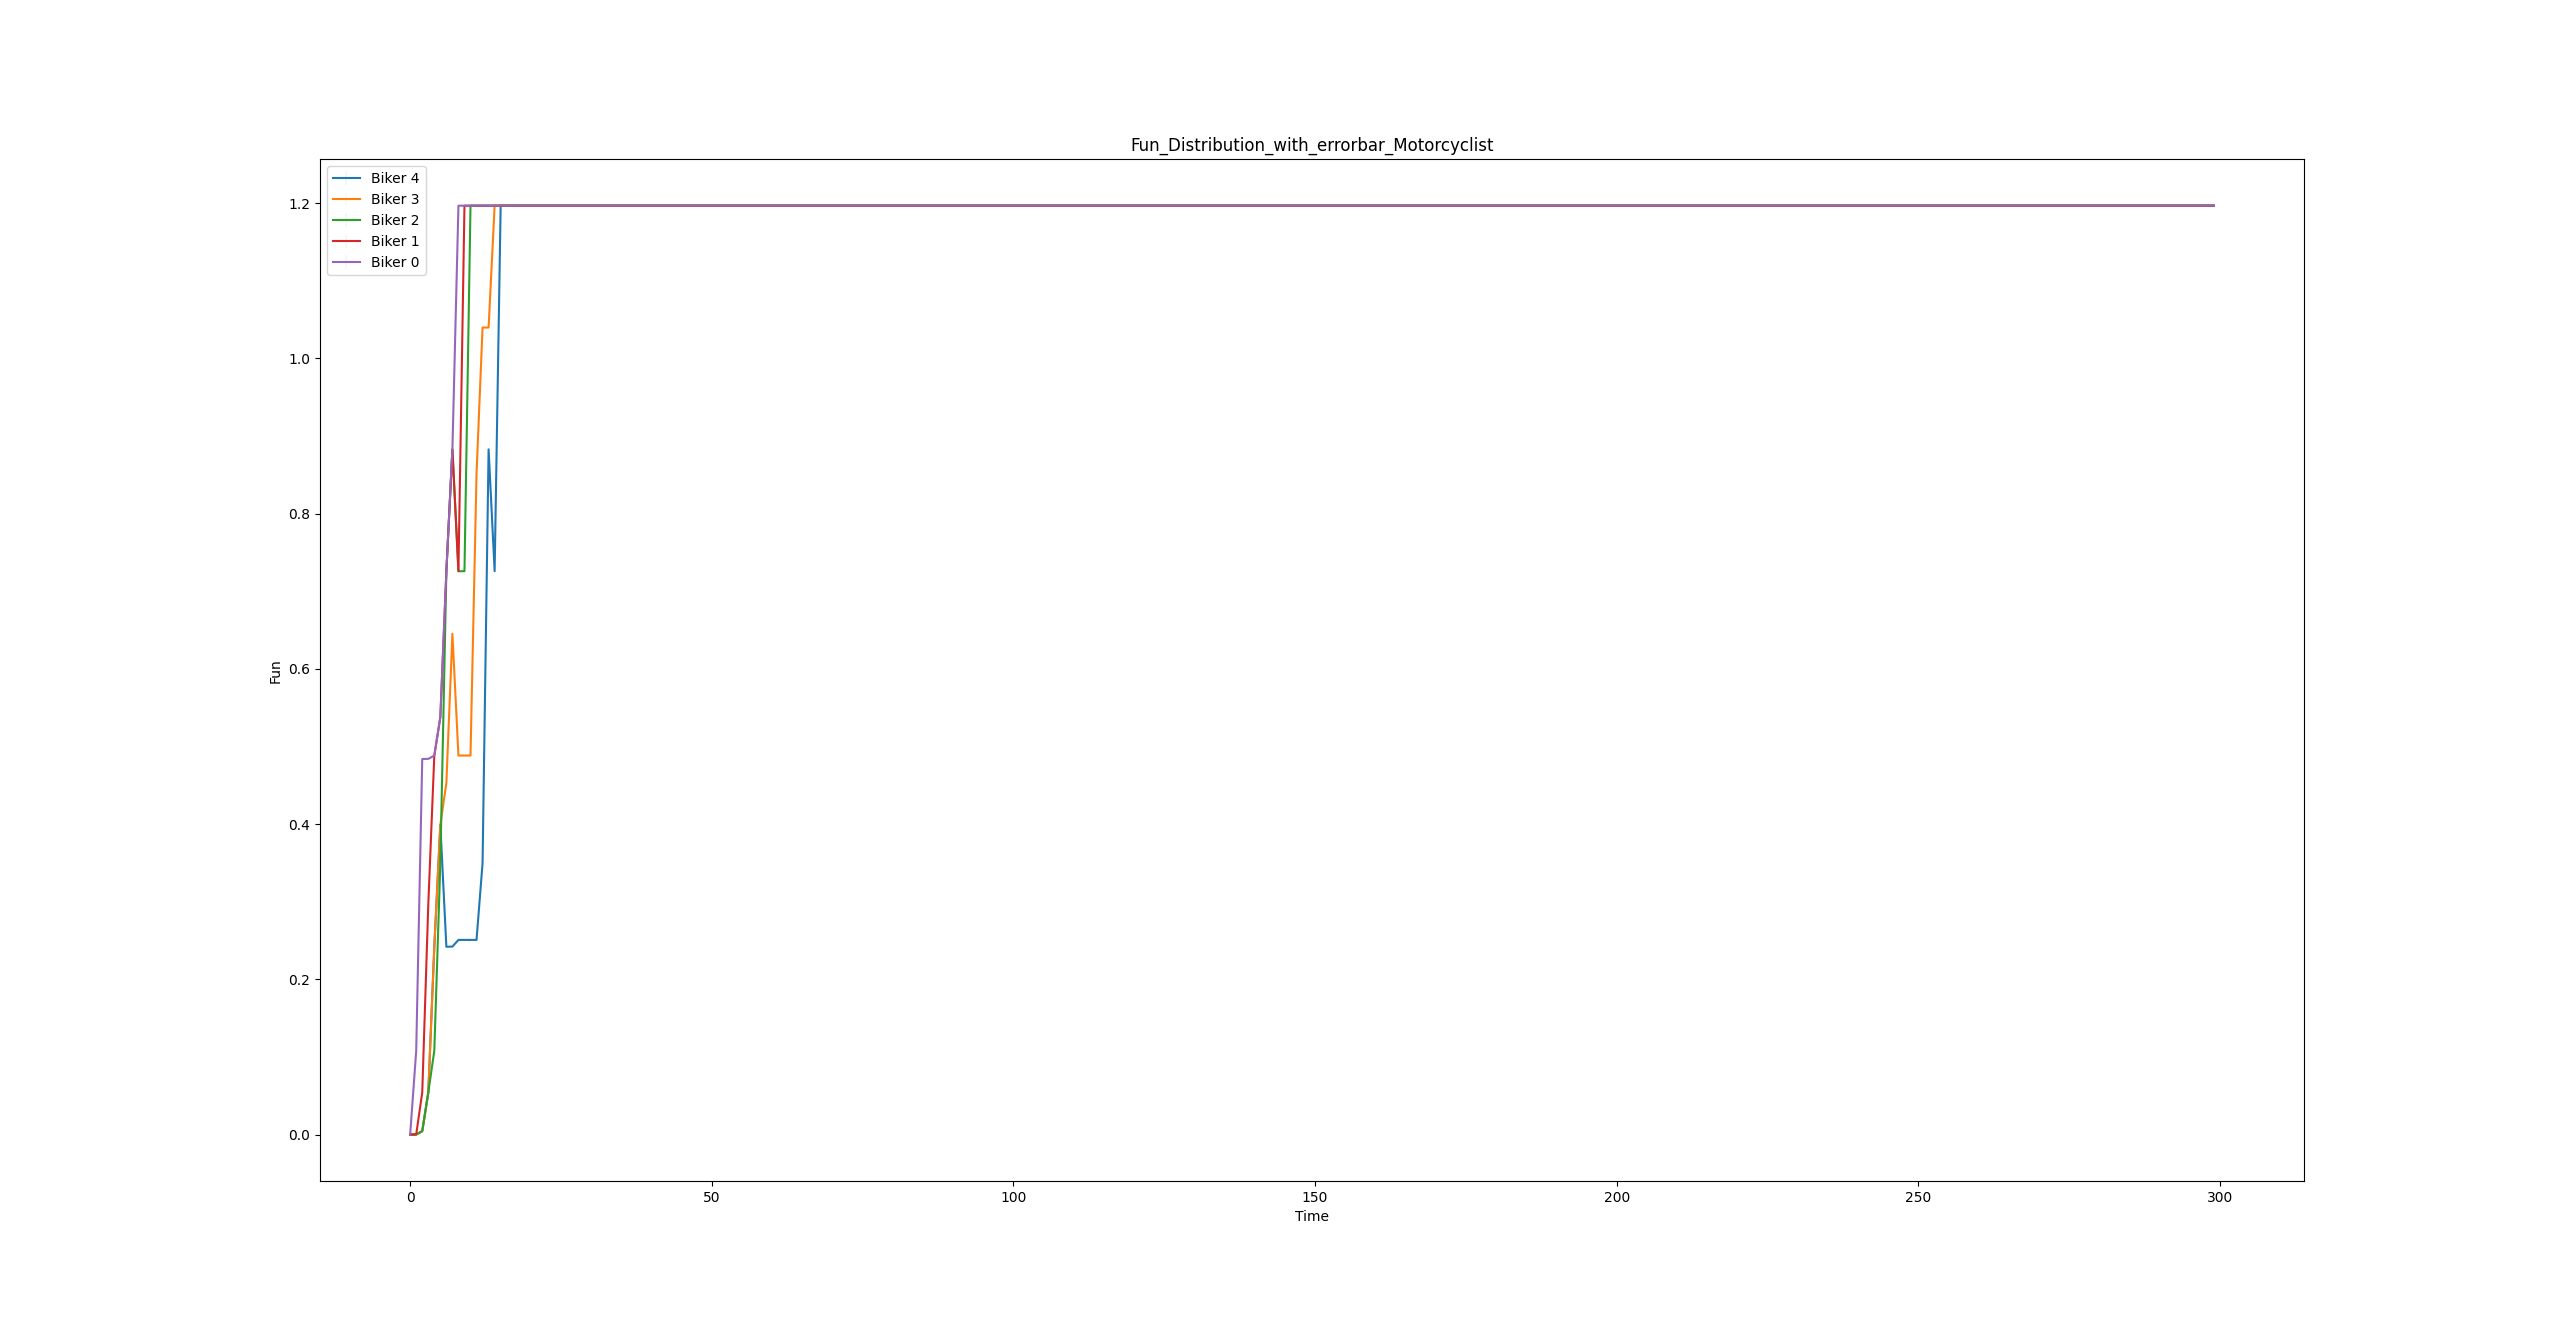 Fun_Distribution_with_errorbar_Motorcyclist
Biker 4
Biker 3
Biker 2
Biker 1
Biker 0
1.2
1.0
0.8
0.6
0.4
0.2
0.0
Fun
0 50 100 150 200 250 300
Time